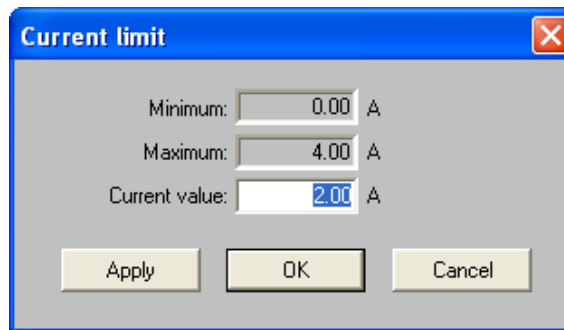 Current limit
Minimum: 0.00 A
Maximum: 4.00 A
Current value: 2.00 A
Apply OK Cancel